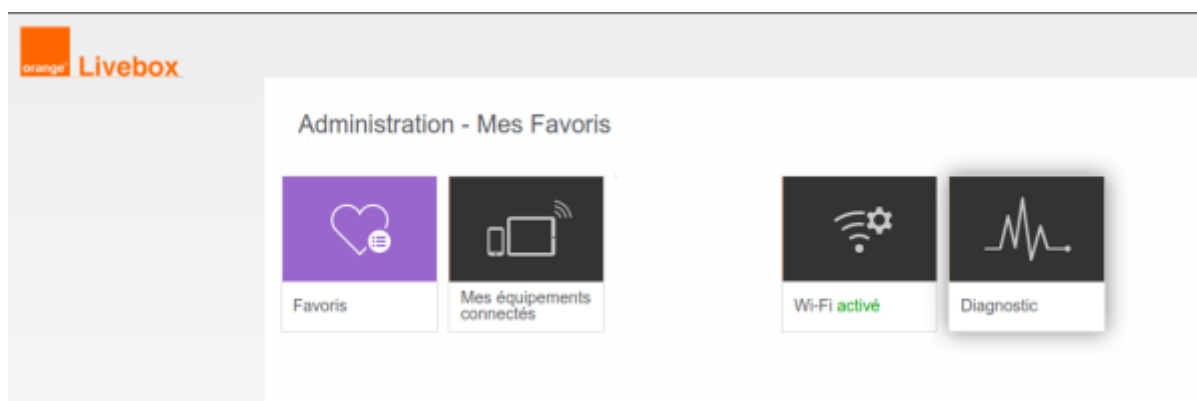 orange
Livebox
Administration - Mes Favoris
Favoris
Mes équipements
connectés
Wi-Fi activé
Diagnostic